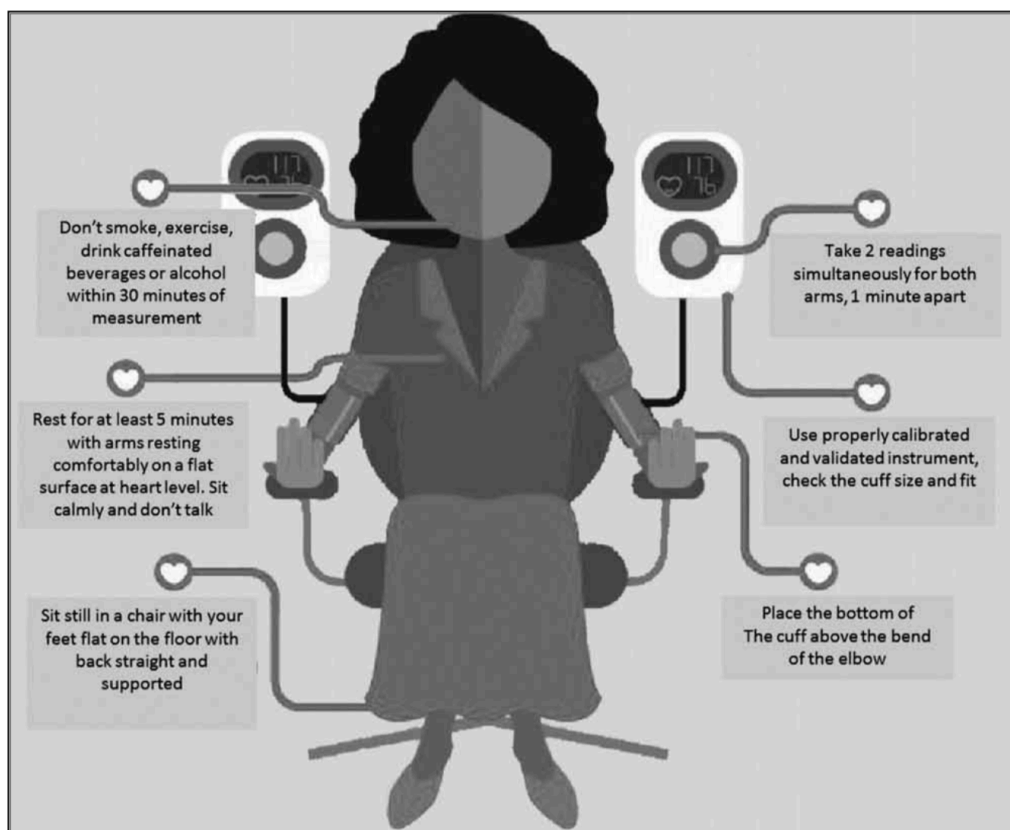 117
76
117
76
Don't smoke, exercise,
drink caffeinated
beverages or alcohol
within 30 minutes of
measurement
Take 2 readings
simultaneously for both
arms, 1 minute apart
Rest for at least 5 minutes
with arms resting
comfortably on a flat
surface at heart level. Sit
calmly and don't talk
Use properly calibrated
and validated instrument,
check the cuff size and fit
Sit still in a chair with your
feet flat on the floor with
back straight and
supported
Place the bottom of
The cuff above the bend
of the elbow